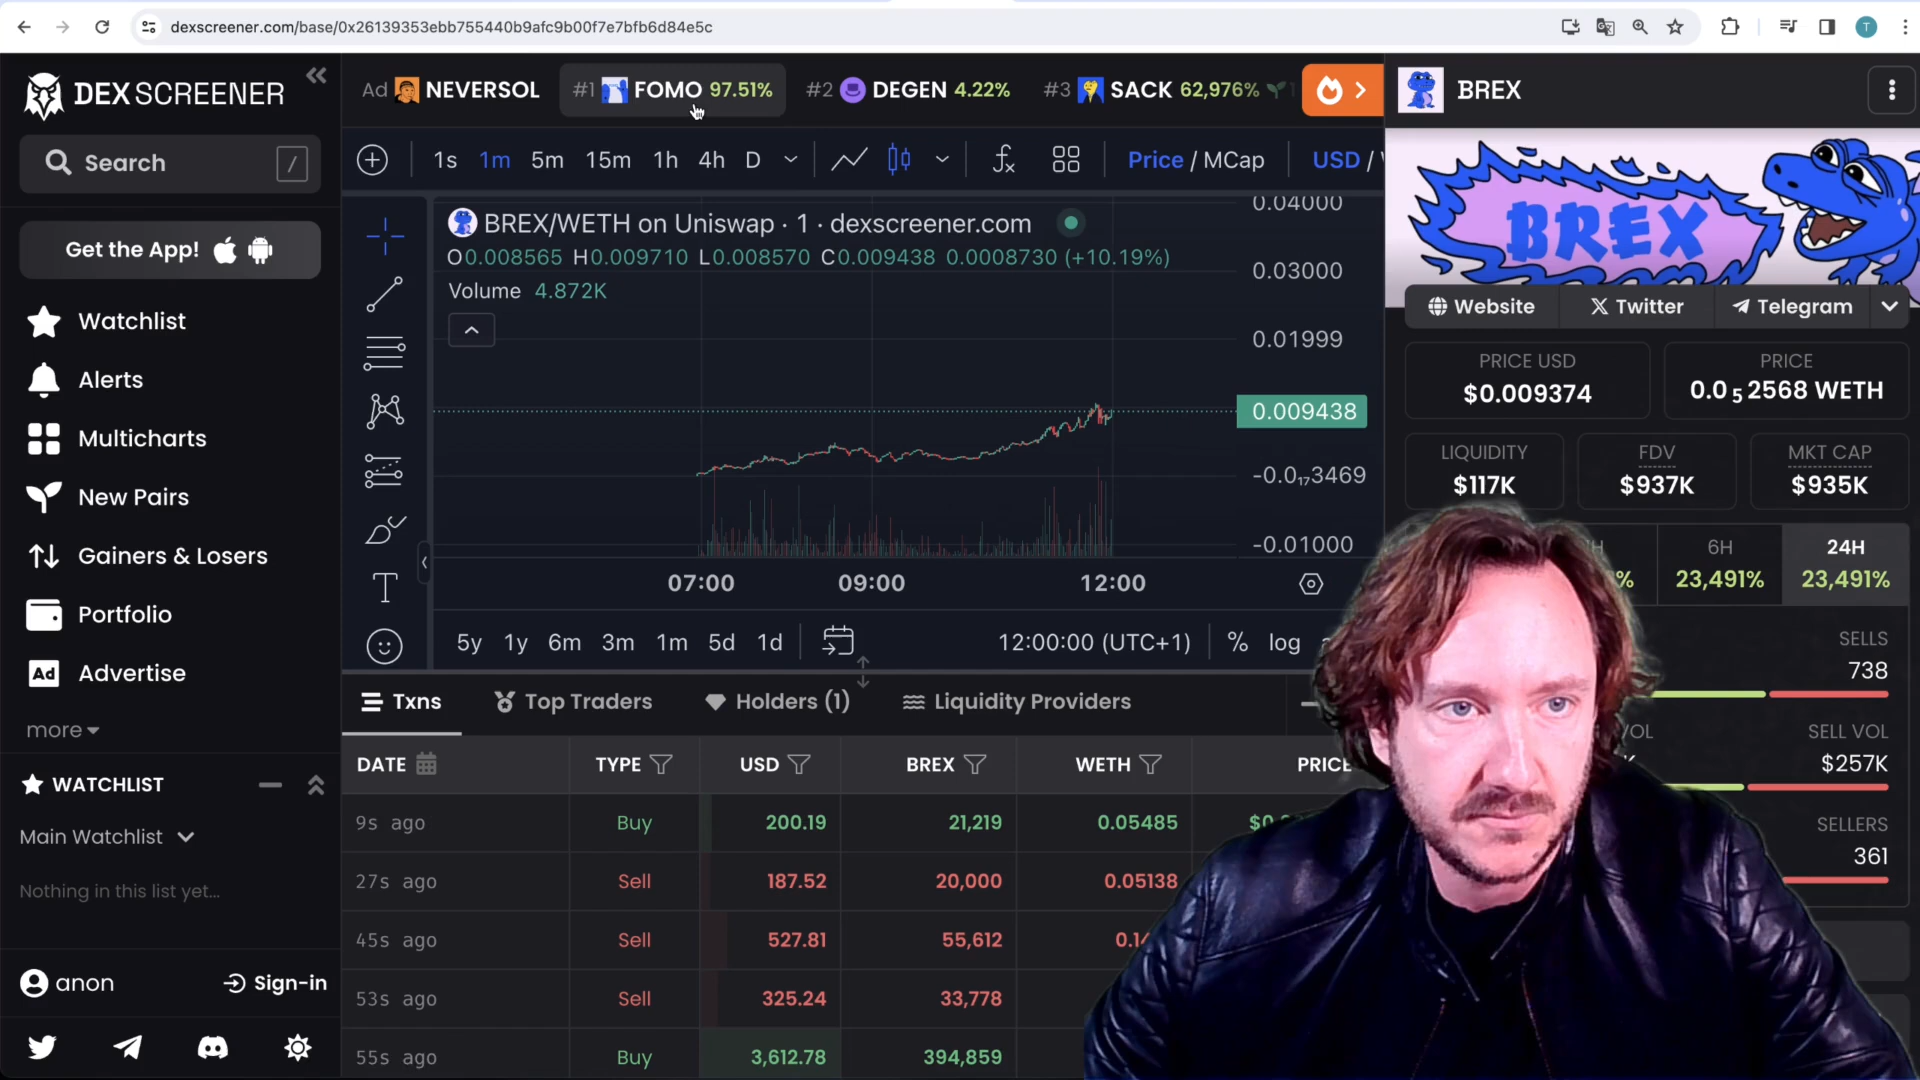 dexscreener.com/base/0x26139353ebb755440b9afc9b00f7e7bfb6d84e5c
T
DEX SCREENER
Search
/
Get the App!
Watchlist
Alerts
Multicharts
New Pairs
Gainers & Losers
Portfolio
Ad
Advertise
more
WATCHLIST
Main Watchlist
Nothing in this list yet...
anon
Sign-in
Ad NEVERSOL
#1 FOMO 97.51%
#2 DEGEN 4.22%
#3 SACK 62,976%
1s 1m 5m 15m 1h 4h D
Price / MCap
USD /
BREX/WETH on Uniswap · 1 · dexscreener.com
O0.008565 H0.009710 L0.008570 C0.009438 0.0008730 (+10.19%)
Volume 4.872K
0.04000
0.03000
0.01999
0.009438
-0.0₁₇3469
-0.01000
07:00 09:00 12:00
5y 1y 6m 3m 1m 5d 1d
12:00:00 (UTC+1) % log
Txns
Top Traders
Holders (1)
Liquidity Providers
DATE TYPE USD BREX WETH PRICE
9s ago Buy 200.19 21,219 0.05485
27s ago Sell 187.52 20,000 0.05138
45s ago Sell 527.81 55,612
53s ago Sell 325.24 33,778
55s ago Buy 3,612.78 394,859
BREX
BREX
Website
Twitter
Telegram
PRICE USD
$0.009374
PRICE
0.0₅2568 WETH
LIQUIDITY
$117K
FDV
$937K
MKT CAP
$935K
6H
23,491%
24H
23,491%
SELLS
738
SELL VOL
$257K
SELLERS
361